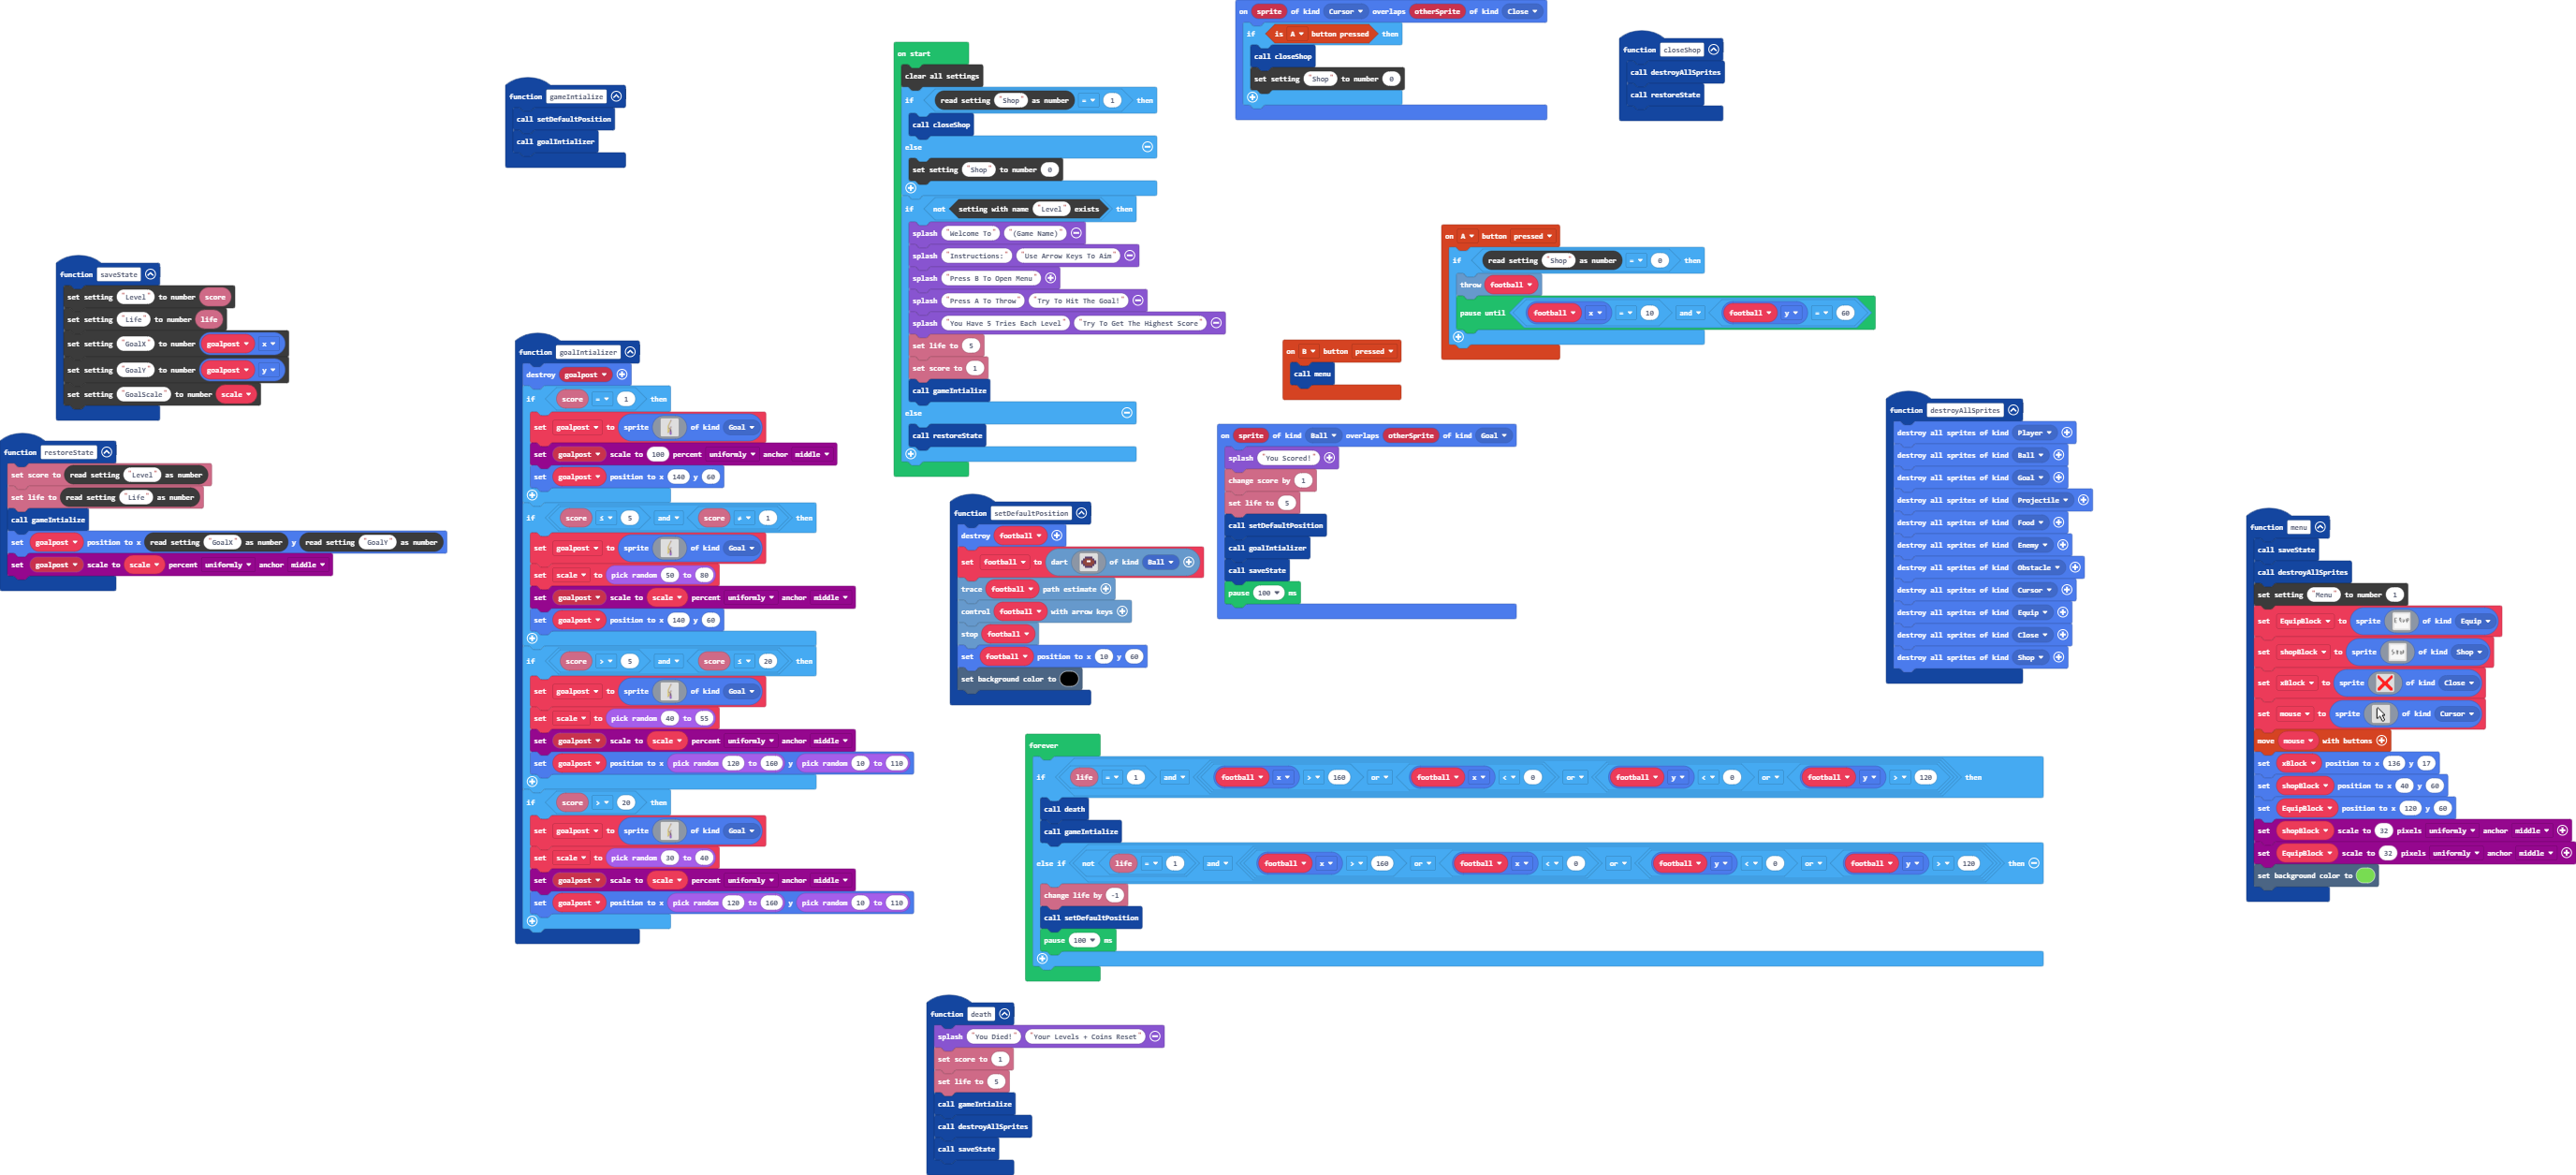 function gameIntialize
call setDefaultPosition
call goalIntializer
function saveState
set setting "Level" to number score
set setting "Life" to number life
set setting "GoalX" to number goalpost x
set setting "GoalY" to number goalpost y
set setting "GoalScale" to number scale
function restoreState
set score to read setting "Level" as number
set life to read setting "Life" as number
call gameIntialize
set goalpost position to x read setting "GoalX" as number y read setting "GoalY" as number
set goalpost scale to scale percent uniformly anchor middle
function goalIntializer
destroy goalpost
if score = 1 then
set goalpost to sprite of kind Goal
set goalpost scale to 100 percent uniformly anchor middle
set goalpost position to x 140 y 60
if score ≤ 5 and score ≠ 1 then
set goalpost to sprite of kind Goal
set scale to pick random 50 to 80
set goalpost scale to scale percent uniformly anchor middle
set goalpost position to x 140 y 60
if score > 5 and score ≤ 20 then
set goalpost to sprite of kind Goal
set scale to pick random 40 to 55
set goalpost scale to scale percent uniformly anchor middle
set goalpost position to x pick random 120 to 160 y pick random 10 to 110
if score > 20 then
set goalpost to sprite of kind Goal
set scale to pick random 30 to 40
set goalpost scale to scale percent uniformly anchor middle
set goalpost position to x pick random 120 to 160 y pick random 10 to 110
on start
clear all settings
if read setting "Shop" as number = 1 then
call closeShop
else
set setting "Shop" to number 0
if not setting with name "Level" exists then
splash "Welcome To" "(Game Name)"
splash "Instructions:" "Use Arrow Keys To Aim"
splash "Press B To Open Menu"
splash "Press A To Throw" "Try To Hit The Goal!"
splash "You Have 5 Tries Each Level" "Try To Get The Highest Score"
set life to 5
set score to 1
call gameIntialize
else
call restoreState
function setDefaultPosition
destroy football
set football to dart of kind Ball
trace football path estimate
control football with arrow keys
stop football
set football position to x 10 y 60
set background color to
on sprite of kind Cursor overlaps otherSprite of kind Close
if is A button pressed then
call closeShop
set setting "Shop" to number 0
function closeShop
call destroyAllSprites
call restoreState
on A button pressed
if read setting "Shop" as number = 0 then
throw football
pause until football x = 10 and football y = 60
on B button pressed
call menu
on sprite of kind Ball overlaps otherSprite of kind Goal
splash "You Scored!"
change score by 1
set life to 5
call setDefaultPosition
call goalIntializer
call saveState
pause 100 ms
forever
if life = 1 and football x > 160 or football x < 0 or football y < 0 or football y > 120 then
call death
call gameIntialize
else if not life = 1 and football x > 160 or football x < 0 or football y < 0 or football y > 120 then
change life by -1
call setDefaultPosition
pause 100 ms
function death
splash "You Died!" "Your Levels + Coins Reset"
set score to 1
set life to 5
call gameIntialize
call destroyAllSprites
call saveState
function destroyAllSprites
destroy all sprites of kind Player
destroy all sprites of kind Ball
destroy all sprites of kind Goal
destroy all sprites of kind Projectile
destroy all sprites of kind Food
destroy all sprites of kind Enemy
destroy all sprites of kind Obstacle
destroy all sprites of kind Cursor
destroy all sprites of kind Equip
destroy all sprites of kind Close
destroy all sprites of kind Shop
function menu
call saveState
call destroyAllSprites
set setting "Menu" to number 1
set EquipBlock to sprite of kind Equip
set shopBlock to sprite of kind Shop
set xBlock to sprite of kind Close
set mouse to sprite of kind Cursor
move mouse with buttons
set xBlock position to x 136 y 17
set shopBlock position to x 40 y 60
set EquipBlock position to x 120 y 60
set shopBlock scale to 32 pixels uniformly anchor middle
set EquipBlock scale to 32 pixels uniformly anchor middle
set background color to